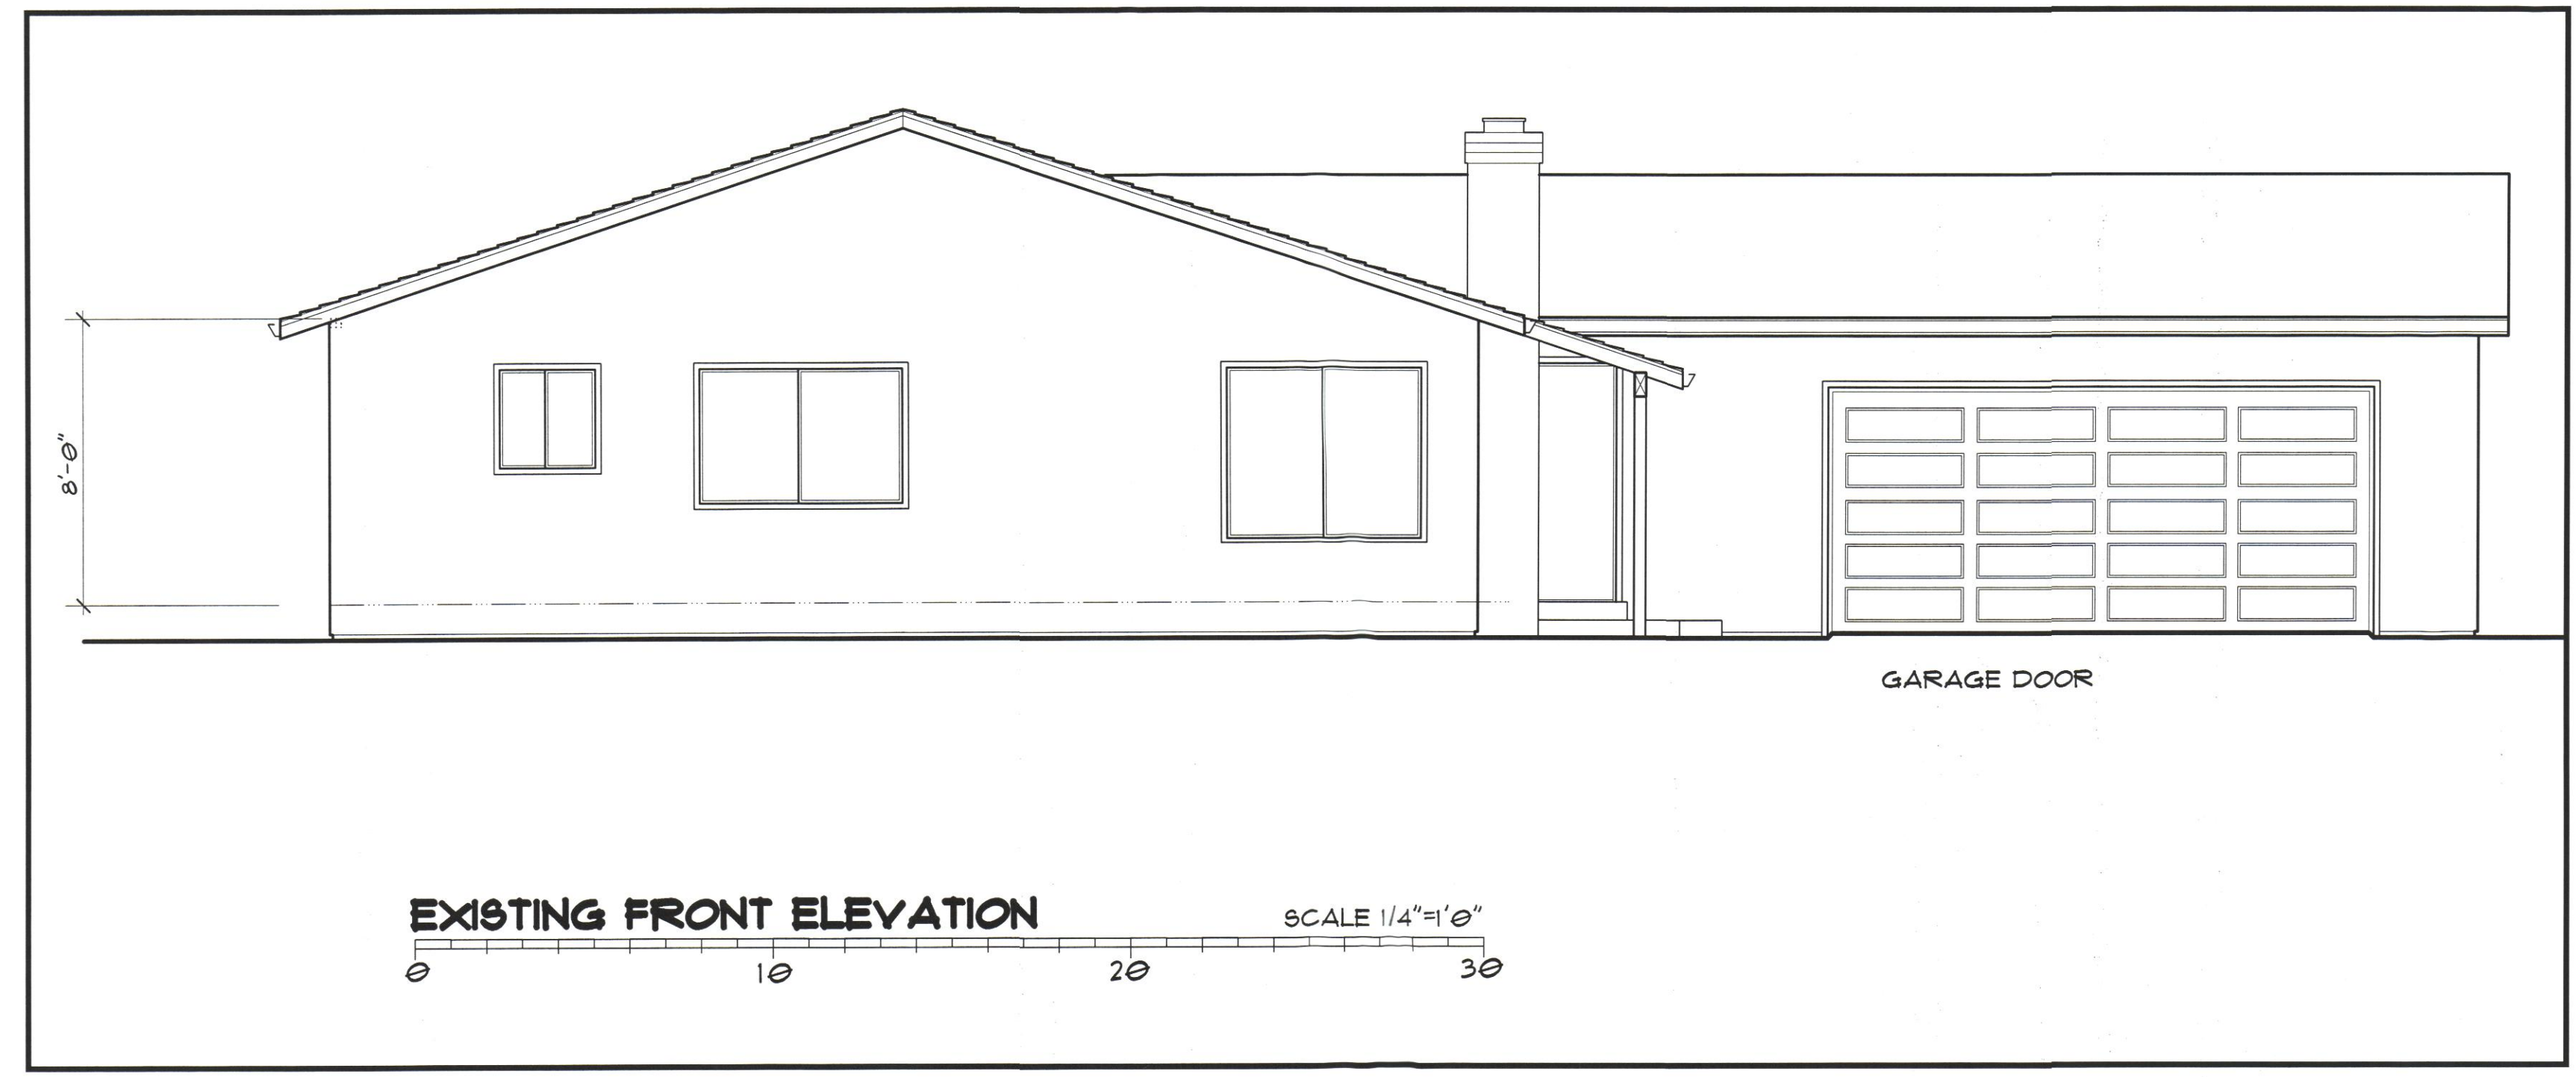 8'-0"
GARAGE DOOR
EXISTING FRONT ELEVATION
SCALE 1/4"=1'0"
0 10 20 30